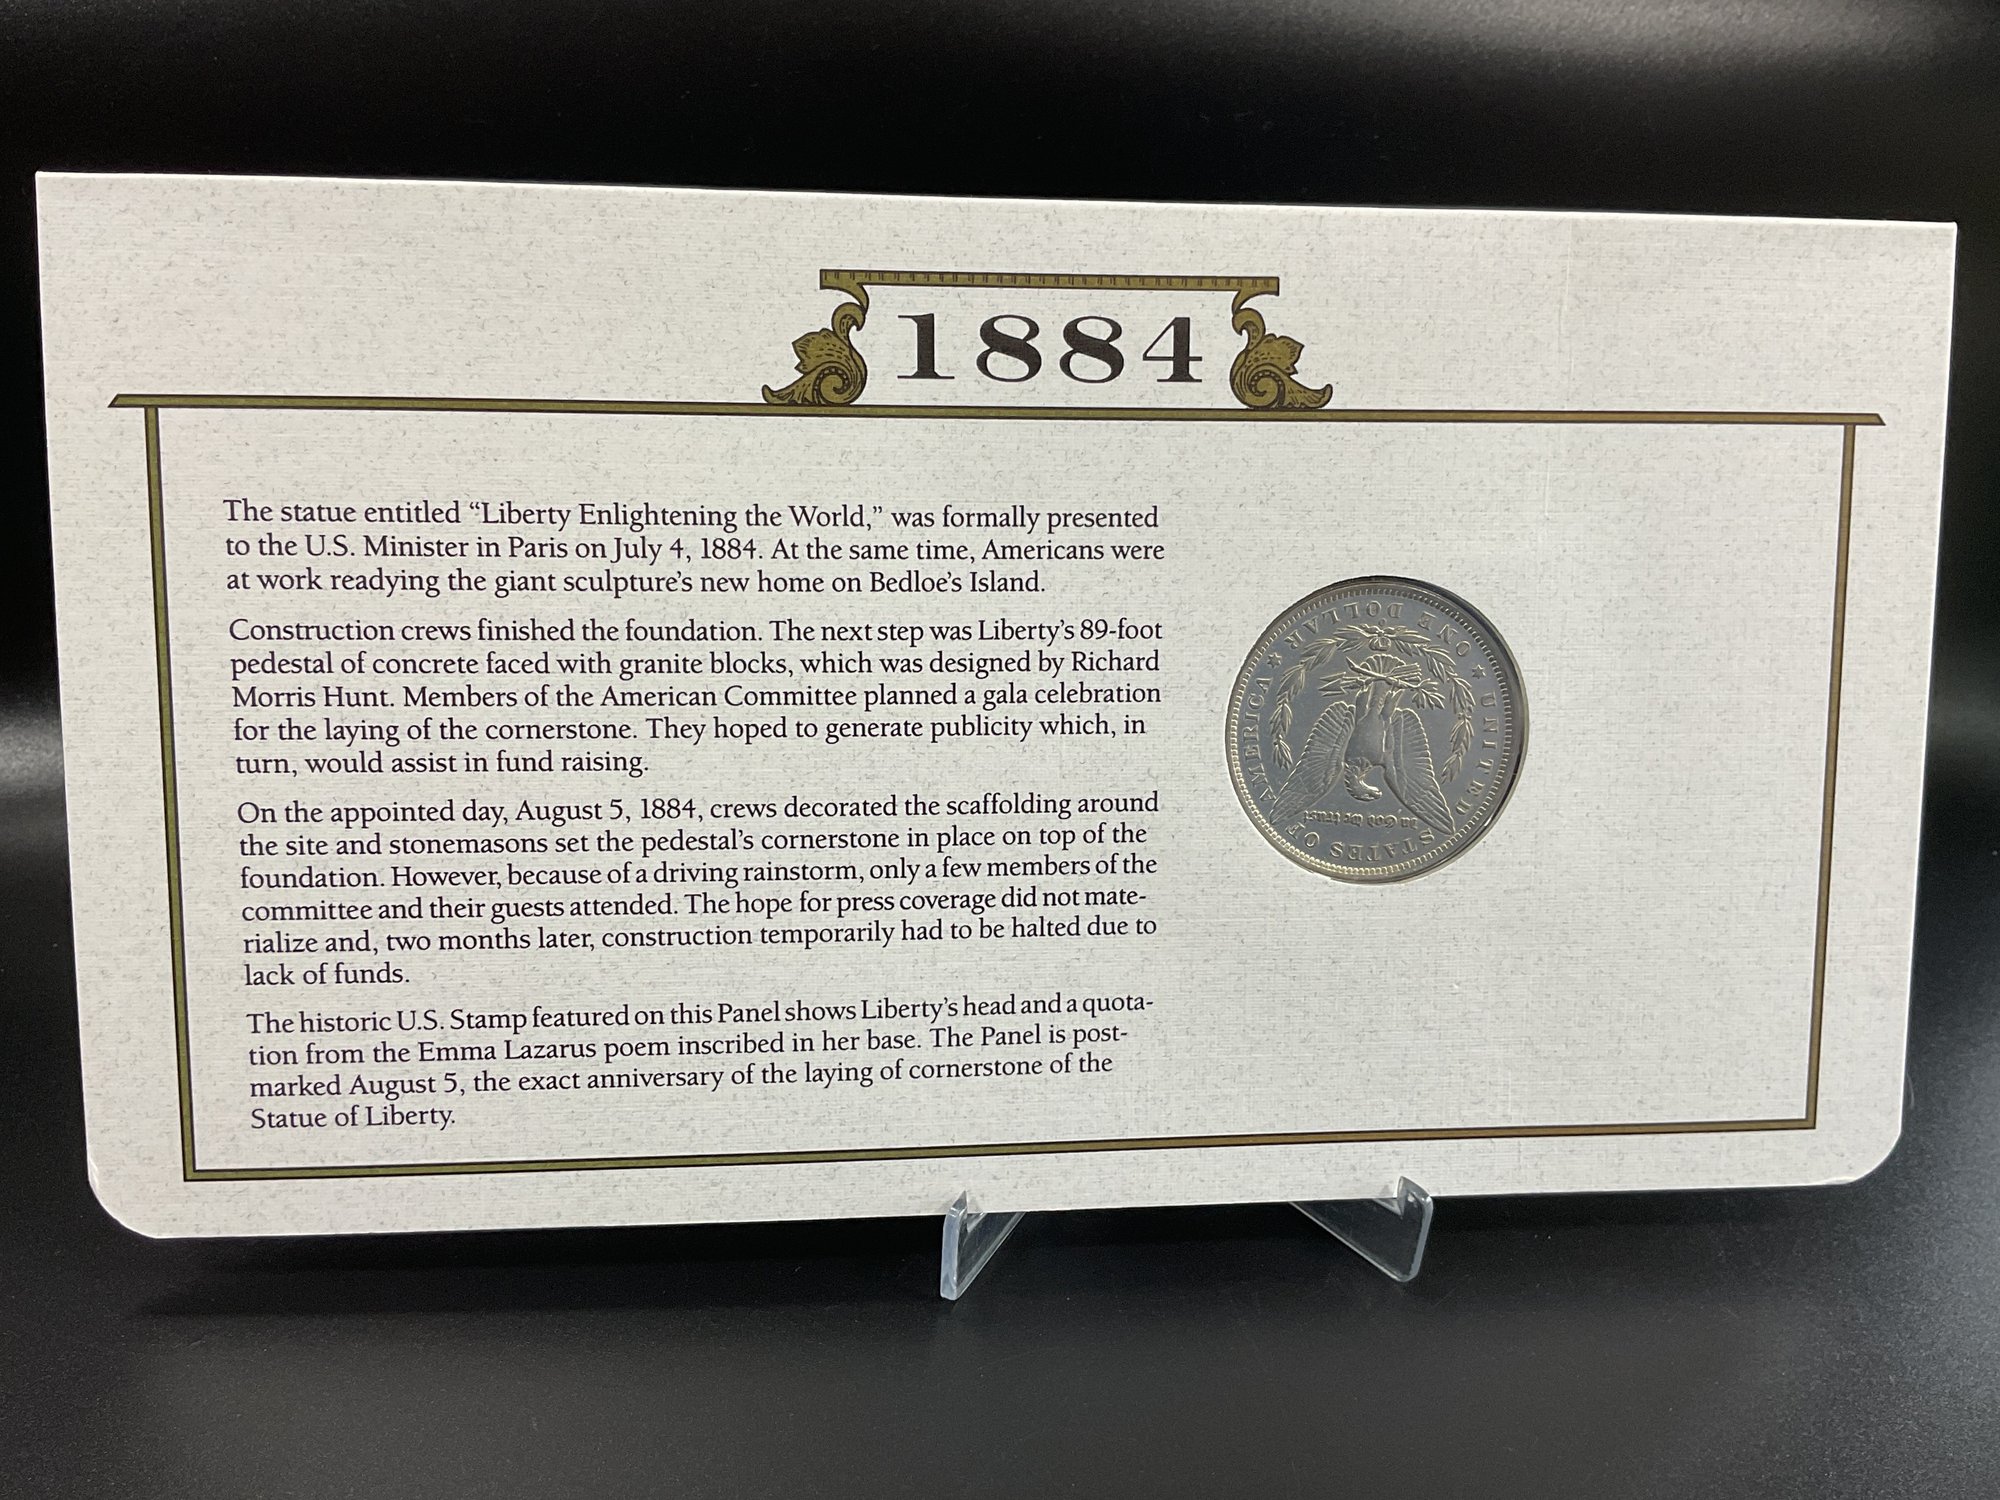 1884
The statue entitled “Liberty Enlightening the World,” was formally presented
to the U.S. Minister in Paris on July 4, 1884. At the same time, Americans were
at work readying the giant sculpture’s new home on Bedloe’s Island.
Construction crews finished the foundation. The next step was Liberty’s 89-foot
pedestal of concrete faced with granite blocks, which was designed by Richard
Morris Hunt. Members of the American Committee planned a gala celebration
for the laying of the cornerstone. They hoped to generate publicity which, in
turn, would assist in fund raising.
On the appointed day, August 5, 1884, crews decorated the scaffolding around
the site and stonemasons set the pedestal’s cornerstone in place on top of the
foundation. However, because of a driving rainstorm, only a few members of the
committee and their guests attended. The hope for press coverage did not mate-
rialize and, two months later, construction temporarily had to be halted due to
lack of funds.
The historic U.S. Stamp featured on this Panel shows Liberty’s head and a quota-
tion from the Emma Lazarus poem inscribed in her base. The Panel is post-
marked August 5, the exact anniversary of the laying of cornerstone of the
Statue of Liberty.
UNITED STATES OF AMERICA
In God we trust
ONE DOLLAR